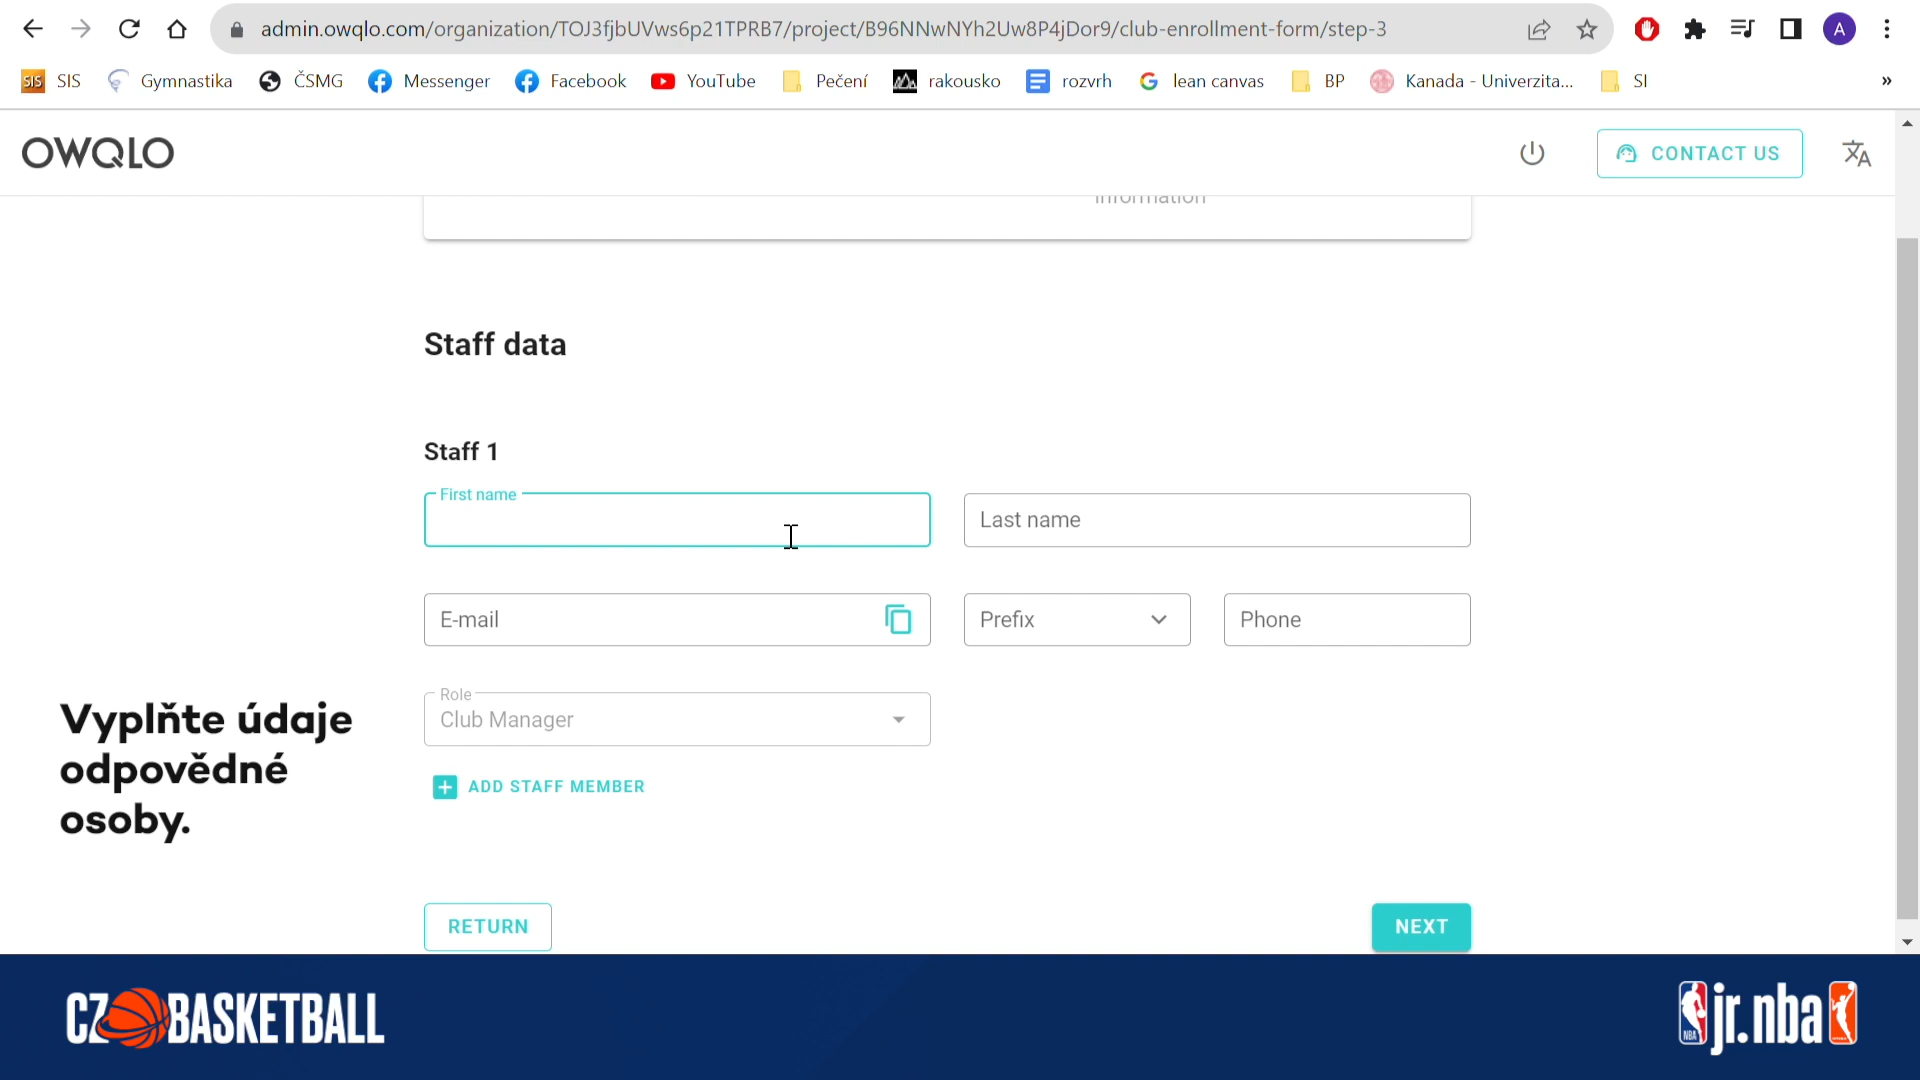 admin.owqlo.com/organization/TOJ3fjbUVws6p21TPRB7/project/B96NNwNYh2Uw8P4jDor9/club-enrollment-form/step-3
A
SIS SIS Gymnastika ČSMG Messenger Facebook YouTube Pečení rakousko rozvrh lean canvas BP Kanada - Univerzita... SI »
OWQLO
CONTACT US
information
Staff data
Staff 1
First name
Last name
E-mail
Prefix
Phone
Role
Club Manager
ADD STAFF MEMBER
Vyplňte údaje
odpovědné
osoby.
RETURN
NEXT
CZ BASKETBALL
NBA jr.nba